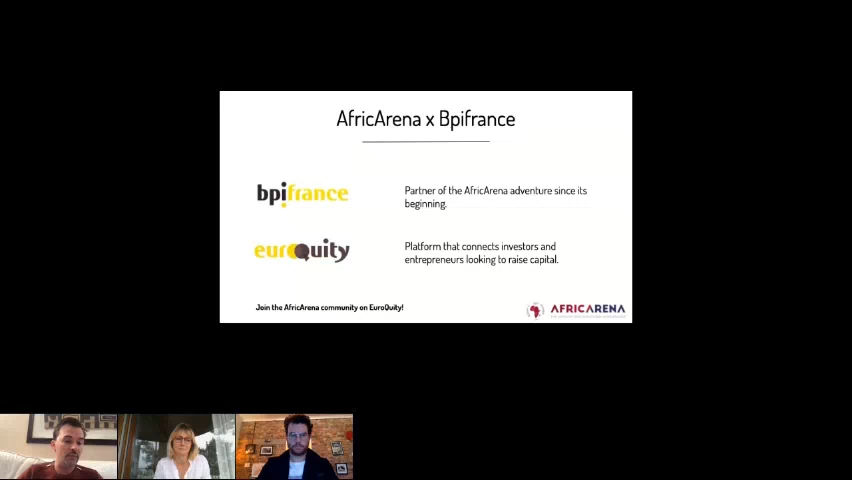 AfricArena x Bpifrance
bpifrance
Partner of the AfricArena adventure since its
beginning.
euroQuity
Platform that connects investors and
entrepreneurs looking to raise capital.
Join the AfricArena community on EuroQuity!
AFRICARENA